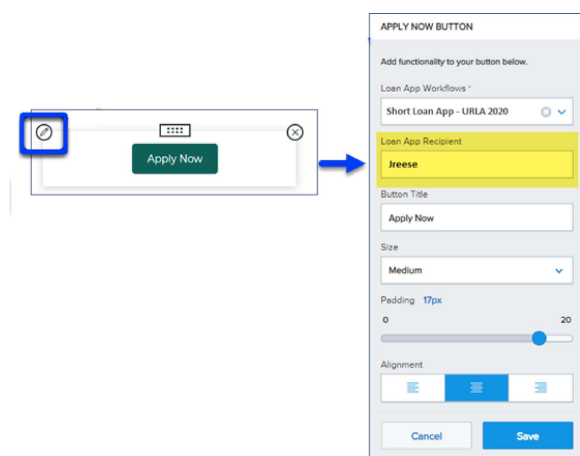 APPLY NOW BUTTON
Add functionality to your button below.
Loan App Workflows *
Short Loan App - URLA 2020
Loan App Recipient
Jreese
Apply Now
Button Title
Apply Now
Size
Medium
Padding 17px
0 20
Alignment
Cancel Save